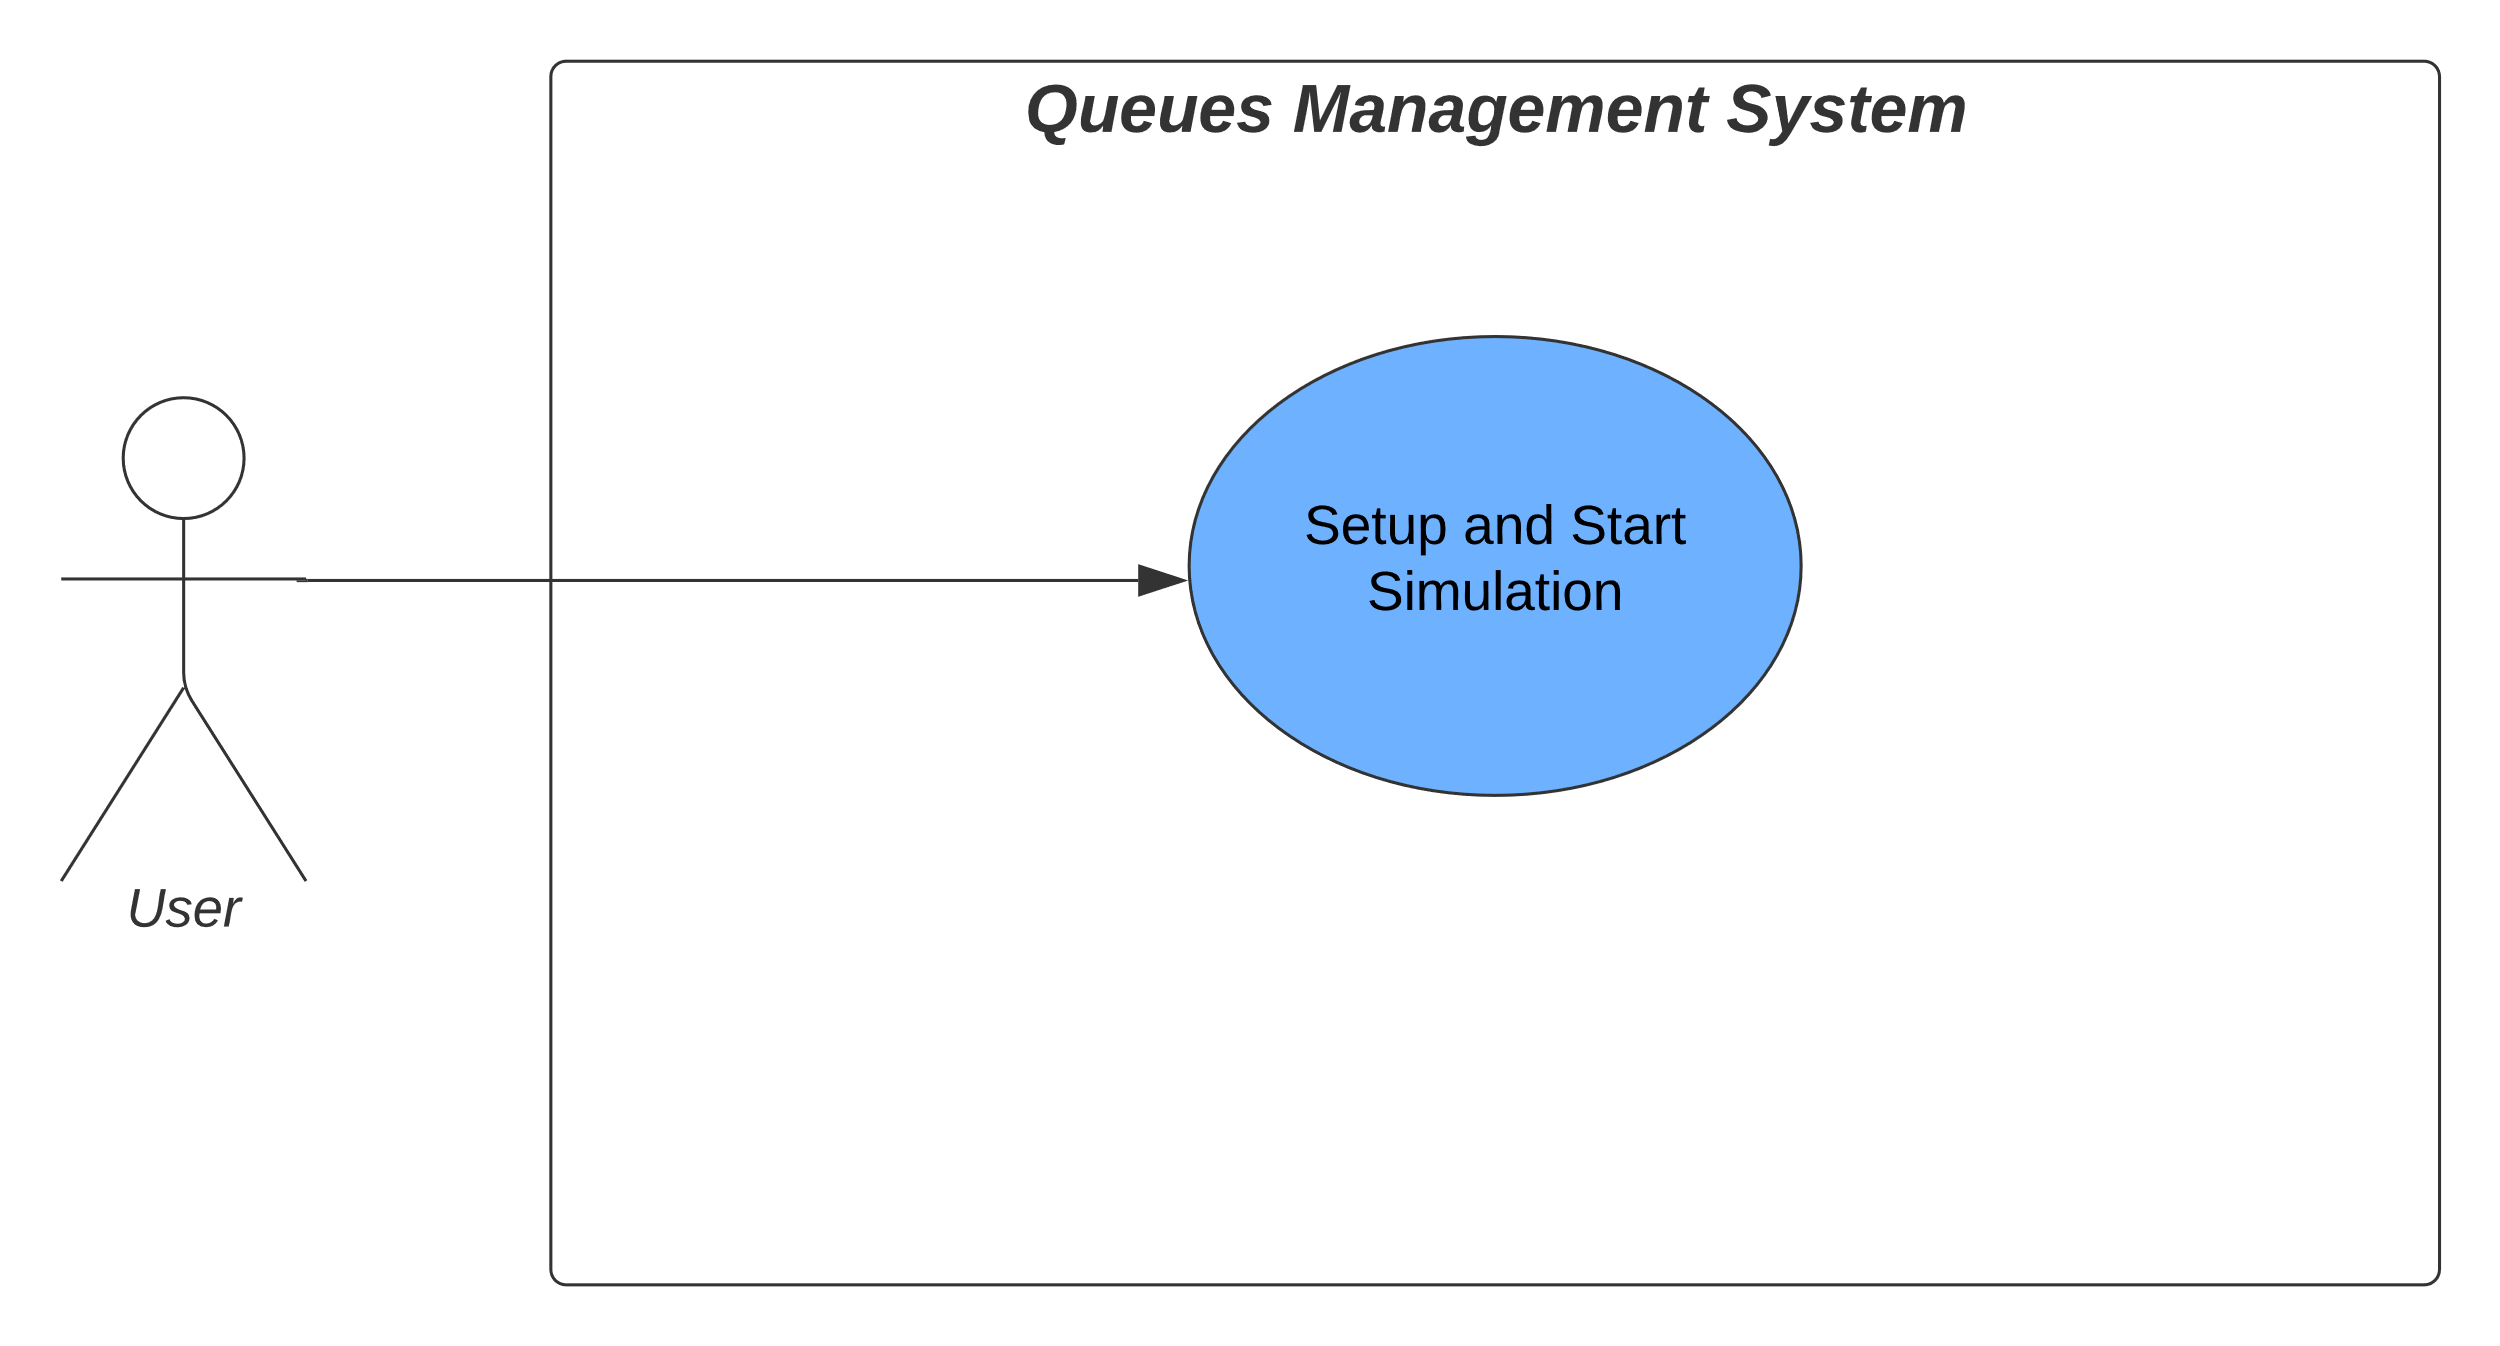 Queues Management System
Setup and Start
Simulation
User